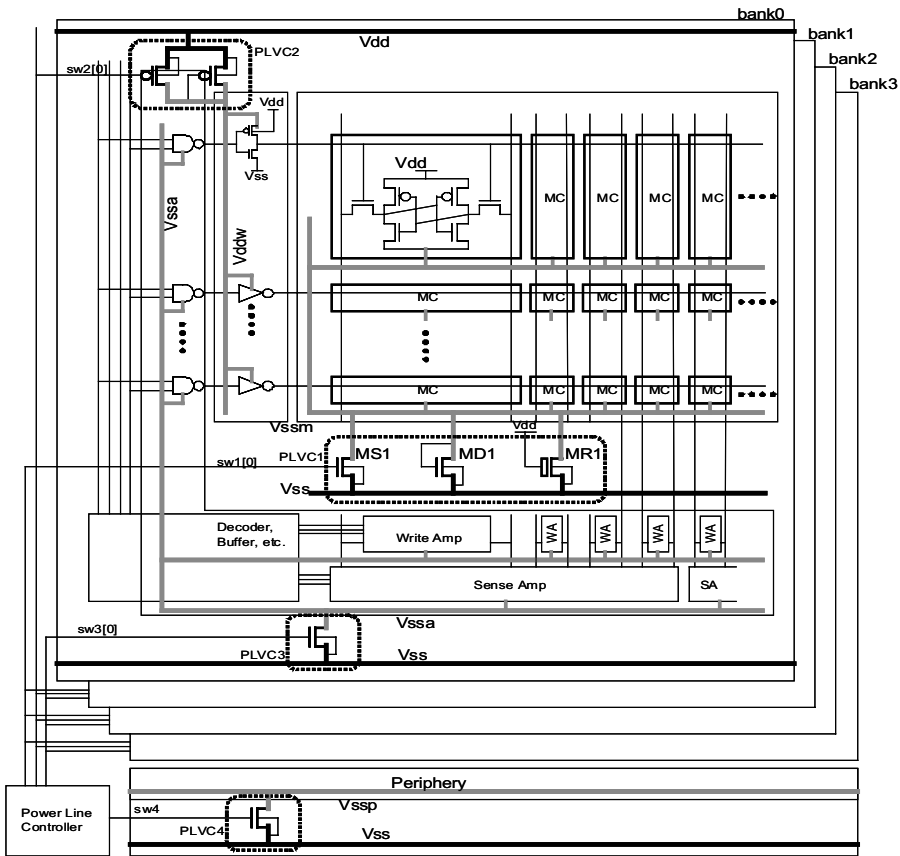 bank0
bank1
bank2
bank3
Vdd
PLVC2
sw2[0]
Vdd
Vss
Vssa
Vddw
Vdd
MC MC MC MC
MC MC MC MC MC
MC MC MC MC MC
Vssm
Vdd
PLVC1
MS1 MD1 MR1
sw1[0]
Vss
Decoder,
Buffer, etc.
Write Amp
WA WA WA WA
Sense Amp
SA
Vssa
sw3[0]
PLVC3
Vss
Periphery
Vssp
Power Line
Controller
sw4
PLVC4
Vss